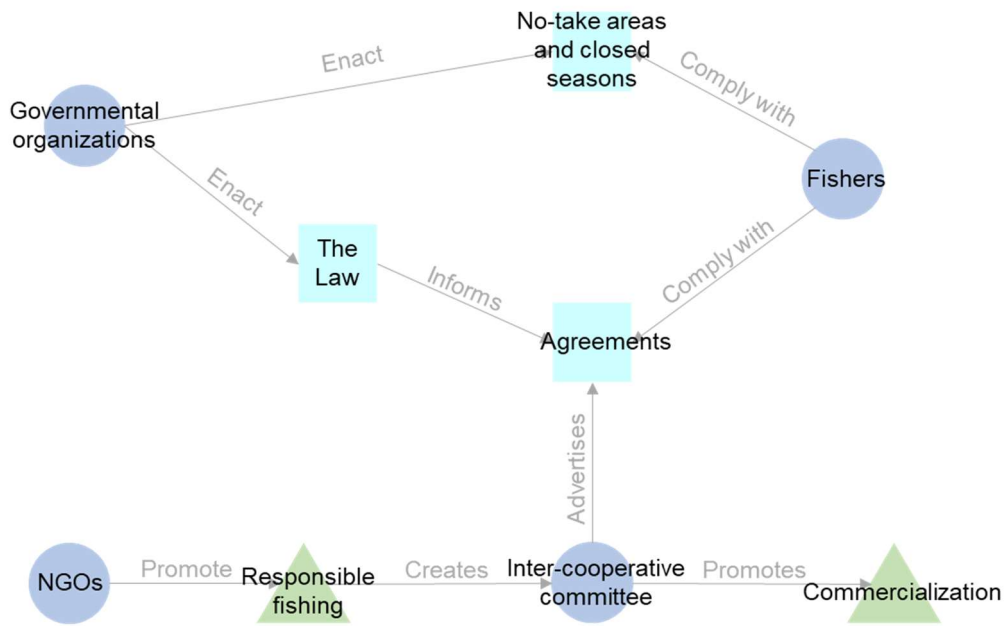 No-take areas
and closed
seasons
Enact
Comply with
Governmental
organizations
Fishers
Enact
The
Law
Informs
Comply with
Agreements
Advertises
NGOs
Promote
Responsible
fishing
Creates
Inter-cooperative
committee
Promotes
Commercialization